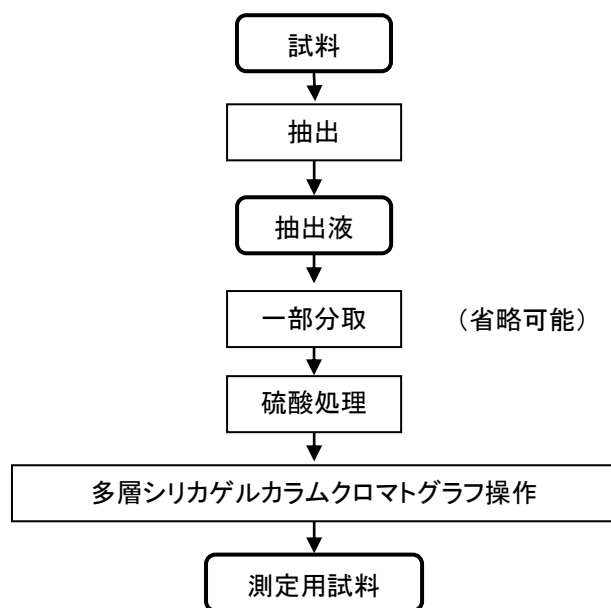 試料
抽出
抽出液
一部分取 （省略可能）
硫酸処理
多層シリカゲルカラムクロマトグラフ操作
測定用試料